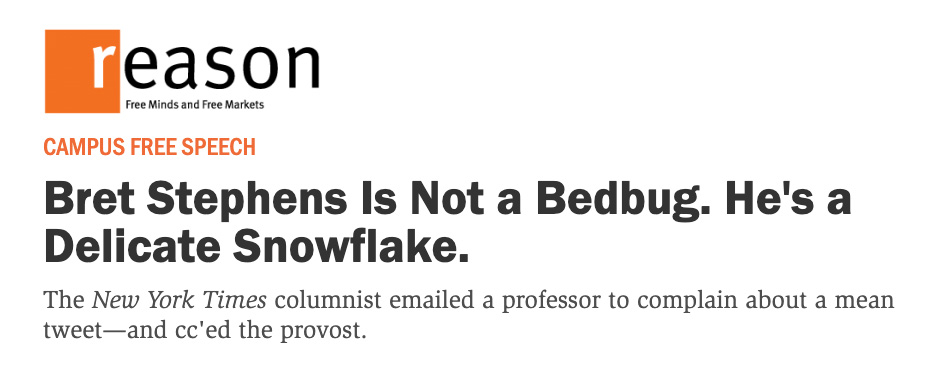 reason
Free Minds and Free Markets
CAMPUS FREE SPEECH
Bret Stephens Is Not a Bedbug. He's a
Delicate Snowflake.
The New York Times columnist emailed a professor to complain about a mean
tweet—and cc'ed the provost.